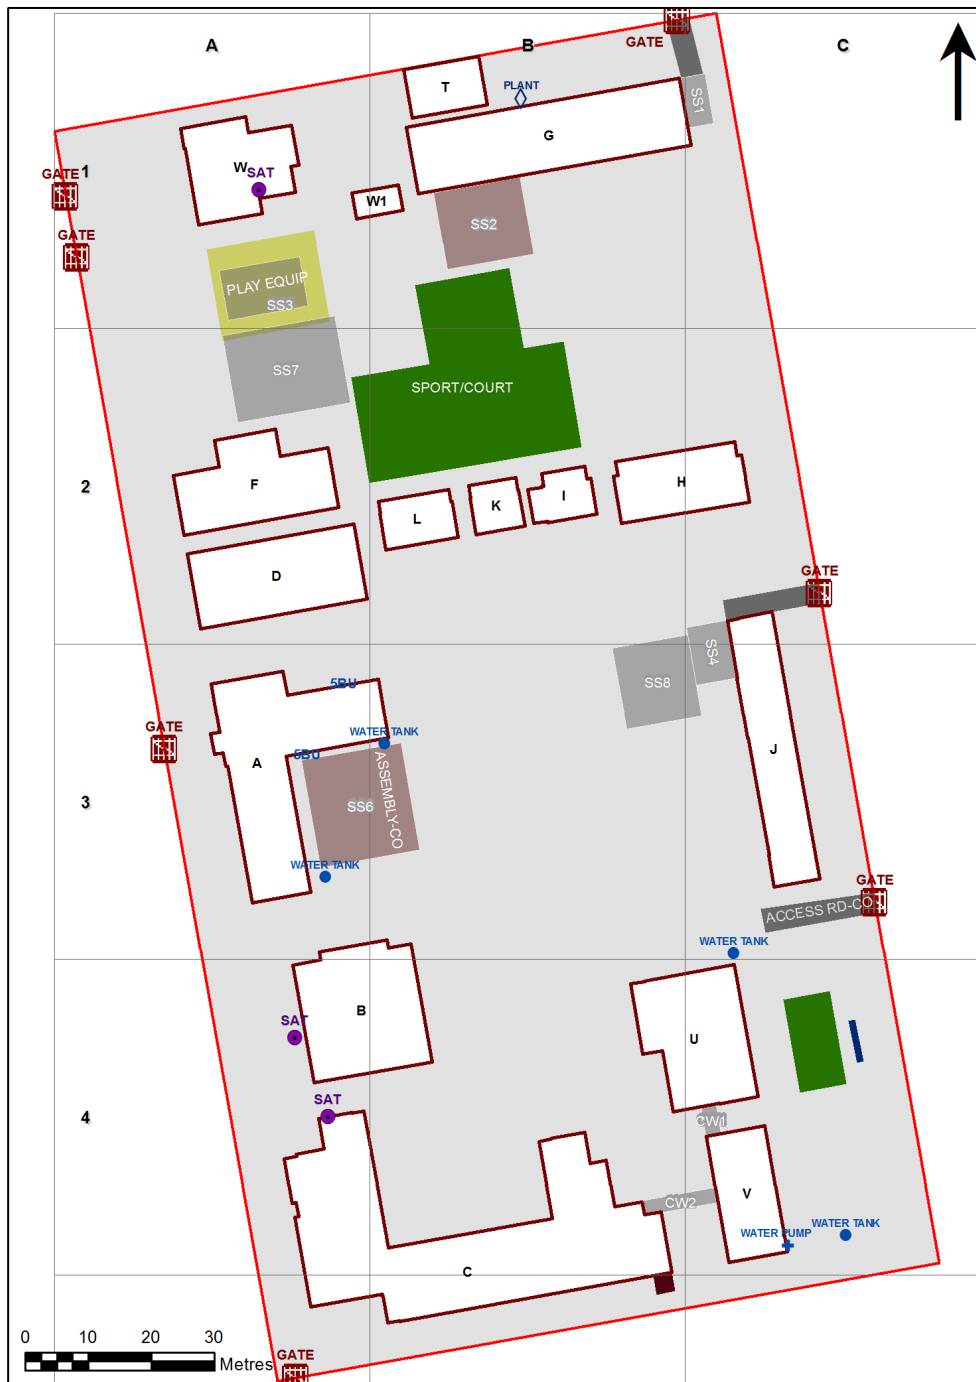 A
B
C
GATE
T
PLANT
SS1
G
W
SAT
1
GATE
W1
SS2
GATE
PLAY EQUIP
SS3
SS7
SPORT/COURT
F
2
H
I
K
L
D
GATE
SS4
SS8
5BU
GATE
WATER TANK
5BU
A
J
ASSEMBLY-CO
SS6
3
WATER TANK
GATE
ACCESS RD-CO
WATER TANK
B
SAT
U
SAT
4
CW1
V
CW2
WATER TANK
WATER PUMP
C
0 10 20 30
Metres
GATE